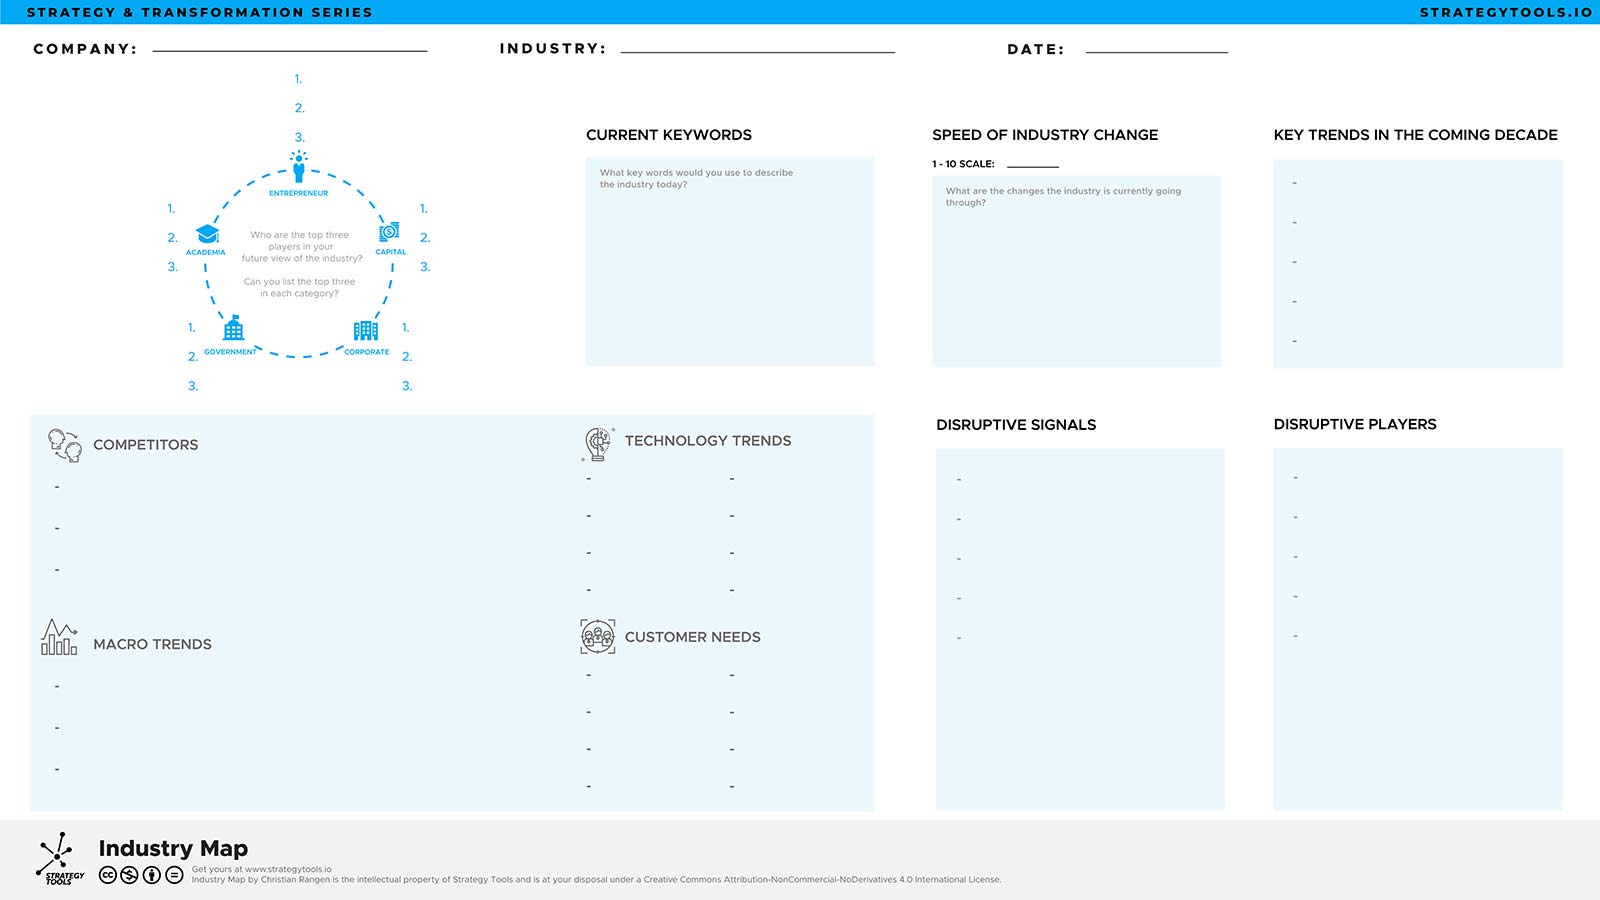 STRATEGY & TRANSFORMATION SERIES
STRATEGYTOOLS.IO
COMPANY:
INDUSTRY:
DATE:
1.
2.
3.
ENTREPRENEUR
1.
2.
3.
ACADEMIA
1.
2.
3.
CAPITAL
Who are the top three
players in your
future view of the industry?
Can you list the top three
in each category?
1.
2.
3.
GOVERNMENT
1.
2.
3.
CORPORATE
CURRENT KEYWORDS
What key words would you use to describe
the industry today?
SPEED OF INDUSTRY CHANGE
1 - 10 SCALE:
What are the changes the industry is currently going
through?
KEY TRENDS IN THE COMING DECADE
-
-
-
-
-
COMPETITORS
-
-
-
TECHNOLOGY TRENDS
- -
- -
- -
- -
MACRO TRENDS
-
-
-
CUSTOMER NEEDS
- -
- -
- -
- -
DISRUPTIVE SIGNALS
-
-
-
-
-
DISRUPTIVE PLAYERS
-
-
-
-
-
STRATEGY
TOOLS
Industry Map
cc $ =
Get yours at www.strategytools.io
Industry Map by Christian Rangen is the intellectual property of Strategy Tools and is at your disposal under a Creative Commons Attribution-NonCommercial-NoDerivatives 4.0 International License.